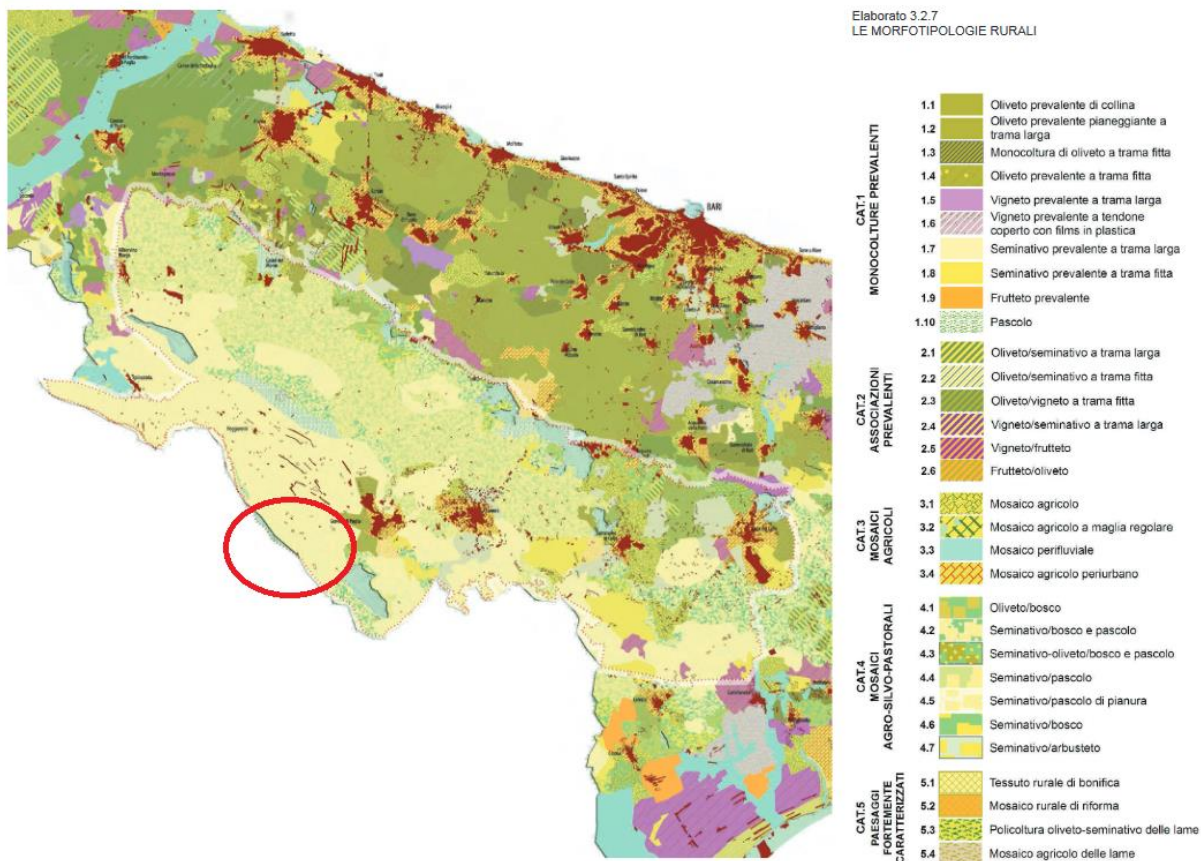 Elaborato 3.2.7
LE MORFOTIPOLOGIE RURALI
CAT.1
MONOCOLTURE PREVALENTI
1.1 Oliveto prevalente di collina
1.2 Oliveto prevalente pianeggiante a
trama larga
1.3 Monocoltura di oliveto a trama fitta
1.4 Oliveto prevalente a trama fitta
1.5 Vigneto prevalente a trama larga
1.6 Vigneto prevalente a tendone
coperto con films in plastica
1.7 Seminativo prevalente a trama larga
1.8 Seminativo prevalente a trama fitta
1.9 Frutteto prevalente
1.10 Pascolo
CAT.2
ASSOCIAZIONI
PREVALENTI
2.1 Oliveto/seminativo a trama larga
2.2 Oliveto/seminativo a trama fitta
2.3 Oliveto/vigneto a trama fitta
2.4 Vigneto/seminativo a trama larga
2.5 Vigneto/frutteto
2.6 Frutteto/oliveto
CAT.3
MOSAICI
AGRICOLI
3.1 Mosaico agricolo
3.2 Mosaico agricolo a maglia regolare
3.3 Mosaico perifluviale
3.4 Mosaico agricolo periurbano
CAT.4
MOSAICI
AGRO-SILVO-PASTORALI
4.1 Oliveto/bosco
4.2 Seminativo/bosco e pascolo
4.3 Seminativo-oliveto/bosco e pascolo
4.4 Seminativo/pascolo
4.5 Seminativo/pascolo di pianura
4.6 Seminativo/bosco
4.7 Seminativo/arbusteto
CAT.5
PAESAGGI
FORTEMENTE
CARATTERIZZATI
5.1 Tessuto rurale di bonifica
5.2 Mosaico rurale di riforma
5.3 Policoltura oliveto-seminativo delle lame
5.4 Mosaico agricolo delle lame
BARI